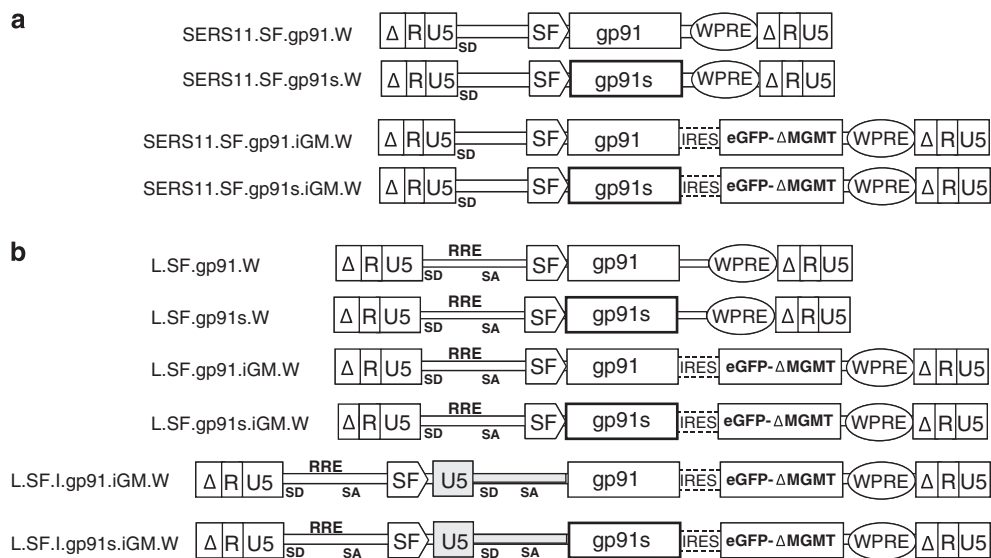 a
SERS11.SF.gp91.W Δ R U5 SD SF gp91 WPRE Δ R U5
SERS11.SF.gp91s.W Δ R U5 SD SF gp91s WPRE Δ R U5
SERS11.SF.gp91.iGM.W Δ R U5 SD SF gp91 IRES eGFP-ΔMGMT WPRE Δ R U5
SERS11.SF.gp91s.iGM.W Δ R U5 SD SF gp91s IRES eGFP-ΔMGMT WPRE Δ R U5
b
L.SF.gp91.W Δ R U5 SD RRE SA SF gp91 WPRE Δ R U5
L.SF.gp91s.W Δ R U5 SD RRE SA SF gp91s WPRE Δ R U5
L.SF.gp91.iGM.W Δ R U5 SD RRE SA SF gp91 IRES eGFP-ΔMGMT WPRE Δ R U5
L.SF.gp91s.iGM.W Δ R U5 SD RRE SA SF gp91s IRES eGFP-ΔMGMT WPRE Δ R U5
L.SF.I.gp91.iGM.W Δ R U5 SD RRE SA SF U5 SD SA gp91 IRES eGFP-ΔMGMT WPRE Δ R U5
L.SF.I.gp91s.iGM.W Δ R U5 SD RRE SA SF U5 SD SA gp91s IRES eGFP-ΔMGMT WPRE Δ R U5